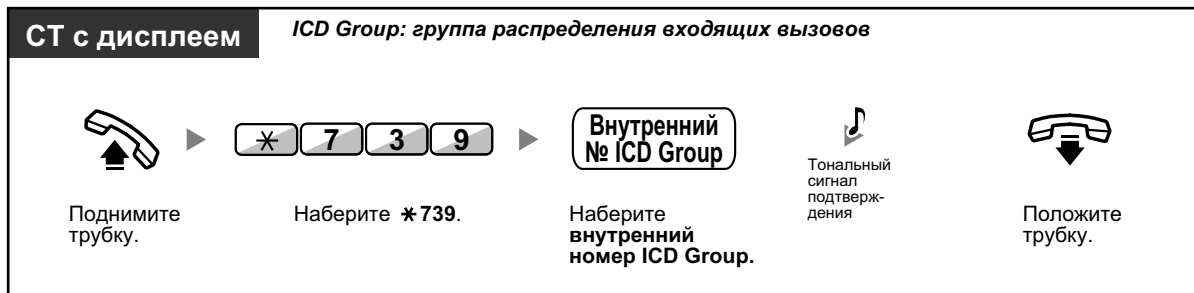 СТ с дисплеем
ICD Group: группа распределения входящих вызовов
* 7 3 9
Внутренний
№ ICD Group
Тональный
сигнал
подтверж-
дения
Поднимите
трубку.
Наберите *739.
Наберите
внутренний
номер ICD Group.
Положите
трубку.